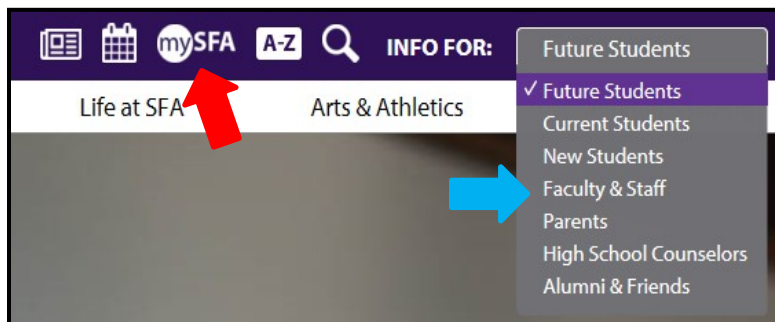 mySFA A-Z INFO FOR: Future Students
Life at SFA Arts & Athletics
✓ Future Students
Current Students
New Students
Faculty & Staff
Parents
High School Counselors
Alumni & Friends